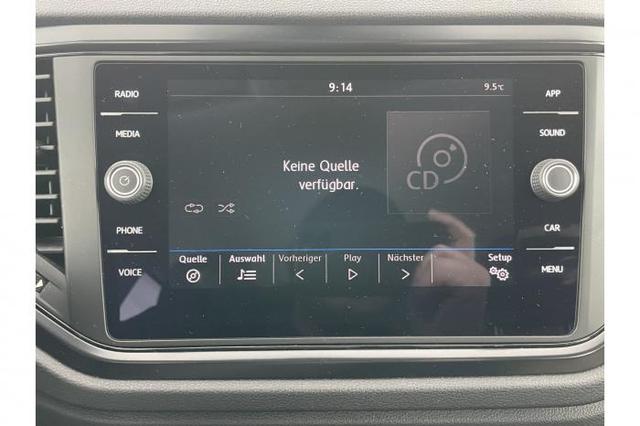 9:14
9.5°C
RADIO
APP
MEDIA
SOUND
Keine Quelle
verfügbar.
CD
PHONE
CAR
VOICE
MENU
Quelle
Auswahl
Vorheriger
Play
Nächster
Setup